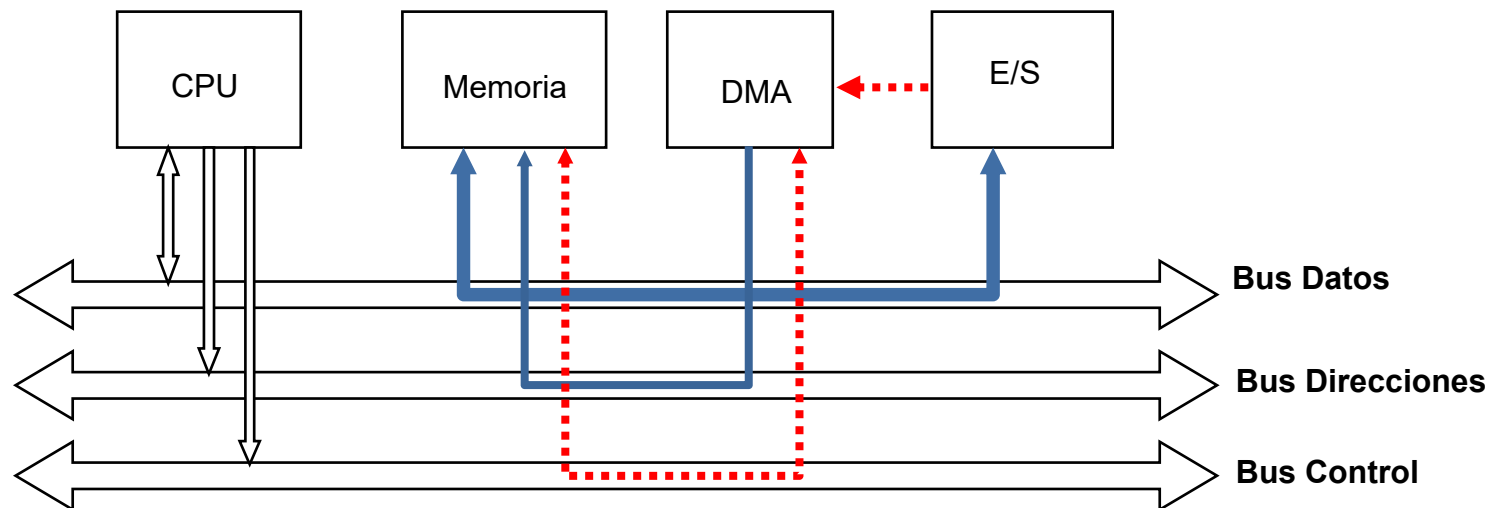 CPU
Memoria
DMA
E/S
Bus Datos
Bus Direcciones
Bus Control